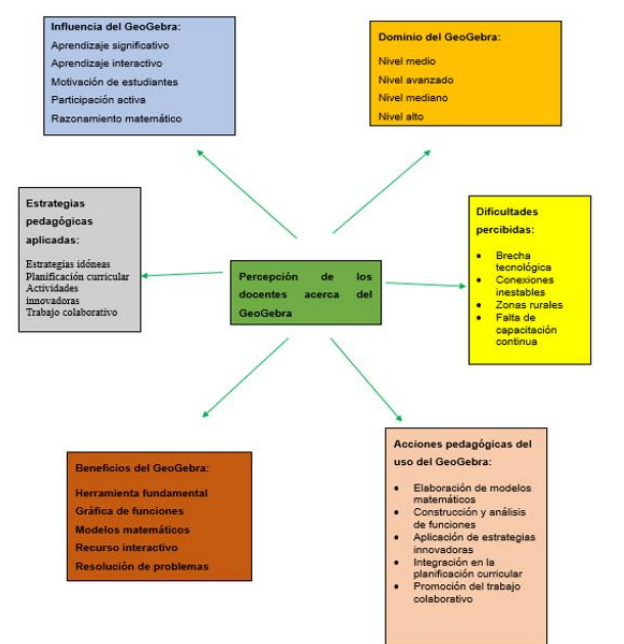 Influencia del GeoGebra:
Aprendizaje significativo
Aprendizaje interactivo
Motivación de estudiantes
Participación activa
Razonamiento matemático
Dominio del GeoGebra:
Nivel medio
Nivel avanzado
Nivel mediano
Nivel alto
Estrategias
pedagógicas
aplicadas:
Estrategias idóneas
Planificación curricular
Actividades
innovadoras
Trabajo colaborativo
Percepción de los
docentes acerca del
GeoGebra
Dificultades
percibidas:
• Brecha
tecnológica
• Conexiones
inestables
• Zonas rurales
• Falta de
capacitación
continua
Beneficios del GeoGebra:
Herramienta fundamental
Gráfica de funciones
Modelos matemáticos
Recurso interactivo
Resolución de problemas
Acciones pedagógicas del
uso del GeoGebra:
• Elaboración de modelos
matemáticos
• Construcción y análisis
de funciones
• Aplicación de estrategias
innovadoras
• Integración en la
planificación curricular
• Promoción del trabajo
colaborativo